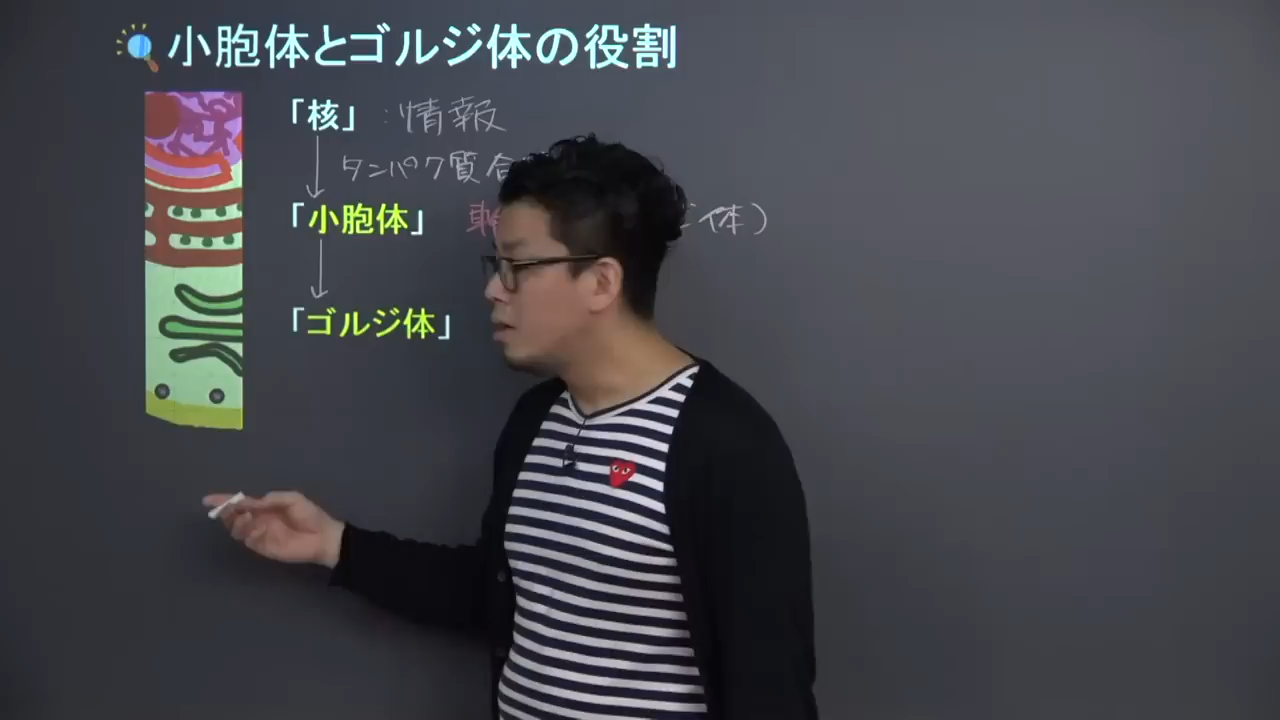 小胞体とゴルジ体の役割
「核」:情報
タンパク質合
「小胞体」 体)
「ゴルジ体」